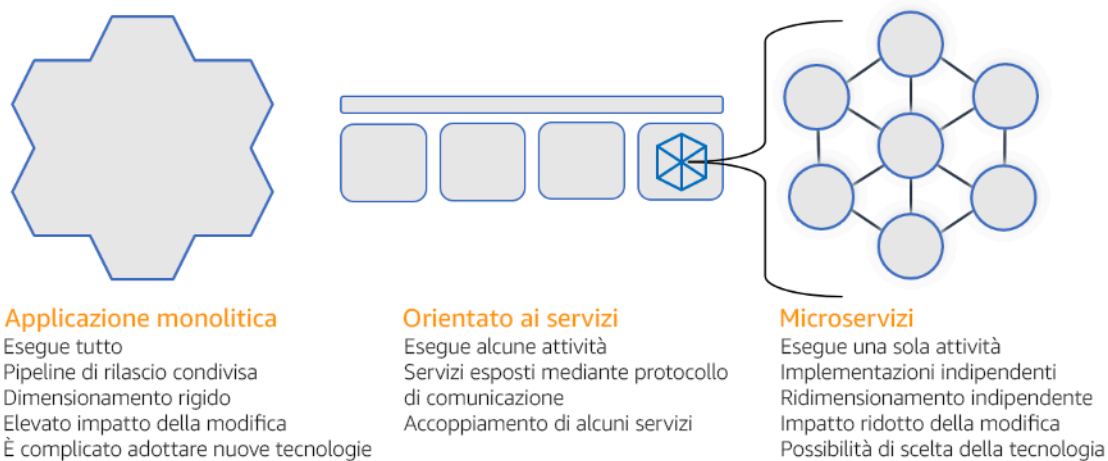 Applicazione monolitica
Esegue tutto
Pipeline di rilascio condivisa
Dimensionamento rigido
Elevato impatto della modifica
È complicato adottare nuove tecnologie
Orientato ai servizi
Esegue alcune attività
Servizi esposti mediante protocollo
di comunicazione
Accoppiamento di alcuni servizi
Microservizi
Esegue una sola attività
Implementazioni indipendenti
Ridimensionamento indipendente
Impatto ridotto della modifica
Possibilità di scelta della tecnologia